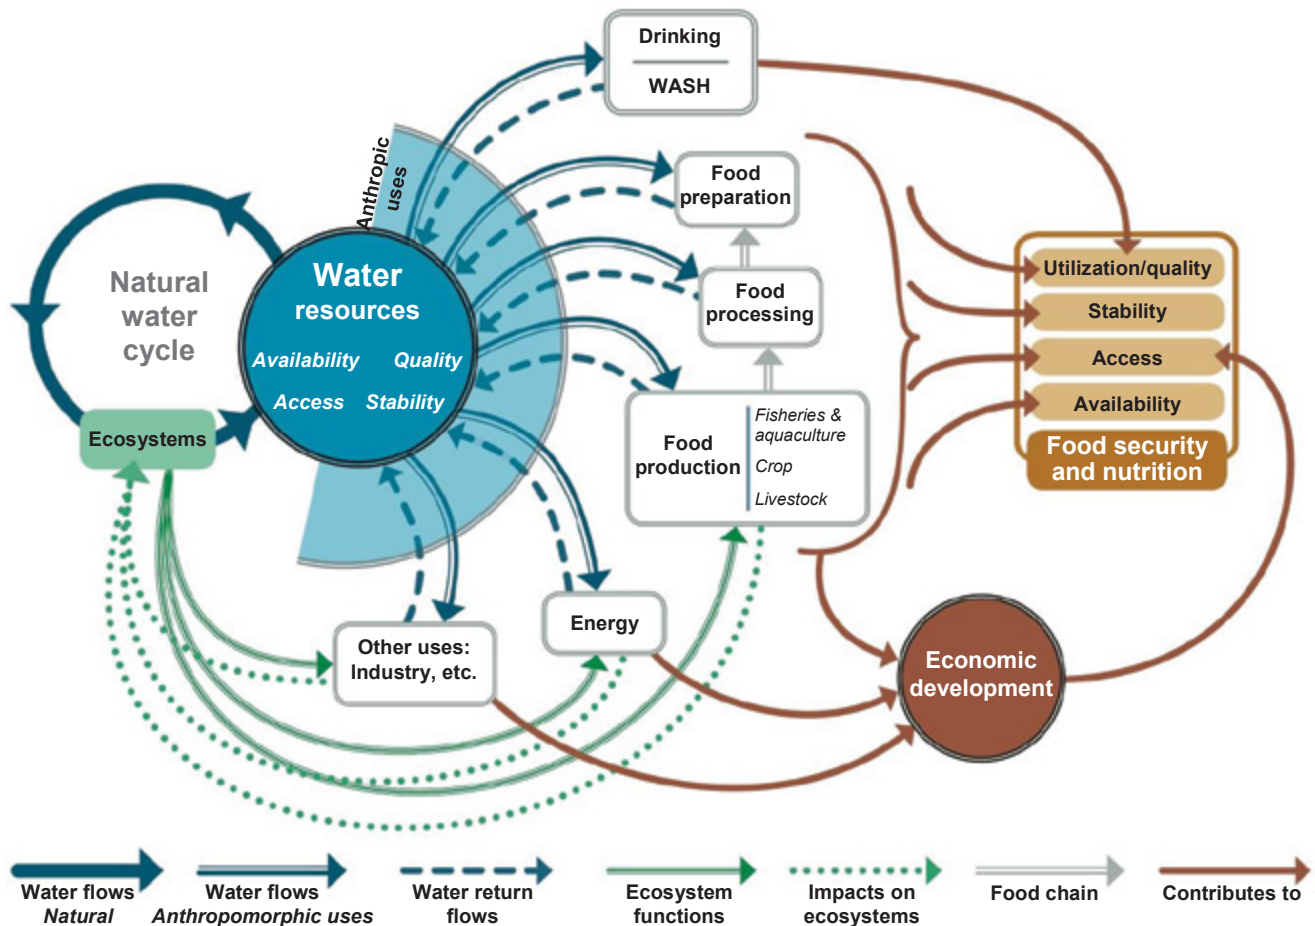 Drinking
WASH
Anthropic
uses
Food
preparation
Natural
water
cycle
Water
resources
Availability Quality
Access Stability
Food
processing
Utilization/quality
Stability
Access
Availability
Food security
and nutrition
Ecosystems
Food
production
Fisheries &
aquaculture
Crop
Livestock
Energy
Other uses:
Industry, etc.
Economic
development
Water flows
Natural
Water flows
Anthropomorphic uses
Water return
flows
Ecosystem
functions
Impacts on
ecosystems
Food chain
Contributes to